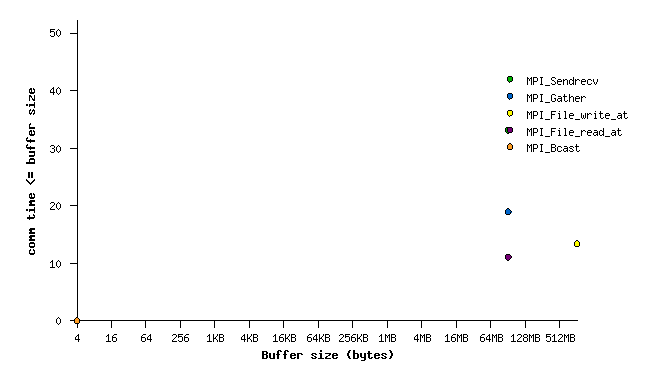 50
40
30
20
10
0
comm time <= buffer size
MPI_Sendrecv
MPI_Gather
MPI_File_write_at
MPI_File_read_at
MPI_Bcast
4 16 64 256 1KB 4KB 16KB 64KB 256KB 1MB 4MB 16MB 64MB 128MB 512MB
Buffer size (bytes)